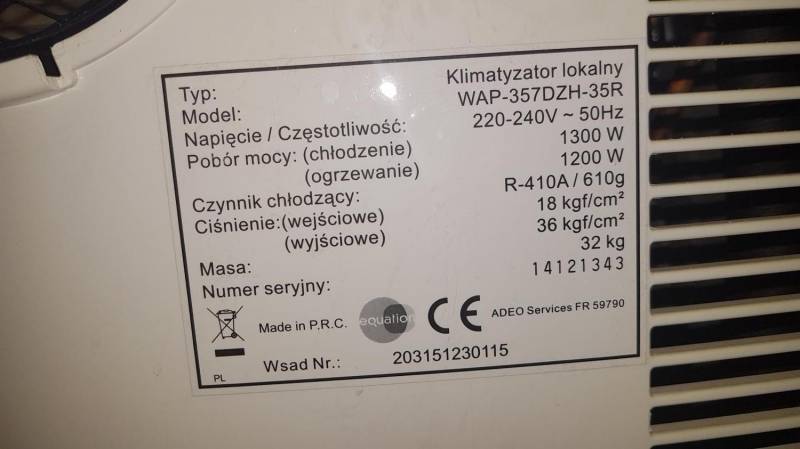 Typ: Klimatyzator lokalny
Model: WAP-357DZH-35R
Napięcie / Częstotliwość: 220-240V ~ 50Hz
Pobór mocy: (chłodzenie) 1300 W
(ogrzewanie) 1200 W
Czynnik chłodzący: R-410A / 610g
Ciśnienie:(wejściowe) 18 kgf/cm²
(wyjściowe) 36 kgf/cm²
Masa: 32 kg
Numer seryjny: 14121343
Made in P.R.C. equation CE ADEO Services FR 59790
PL Wsad Nr.: 203151230115